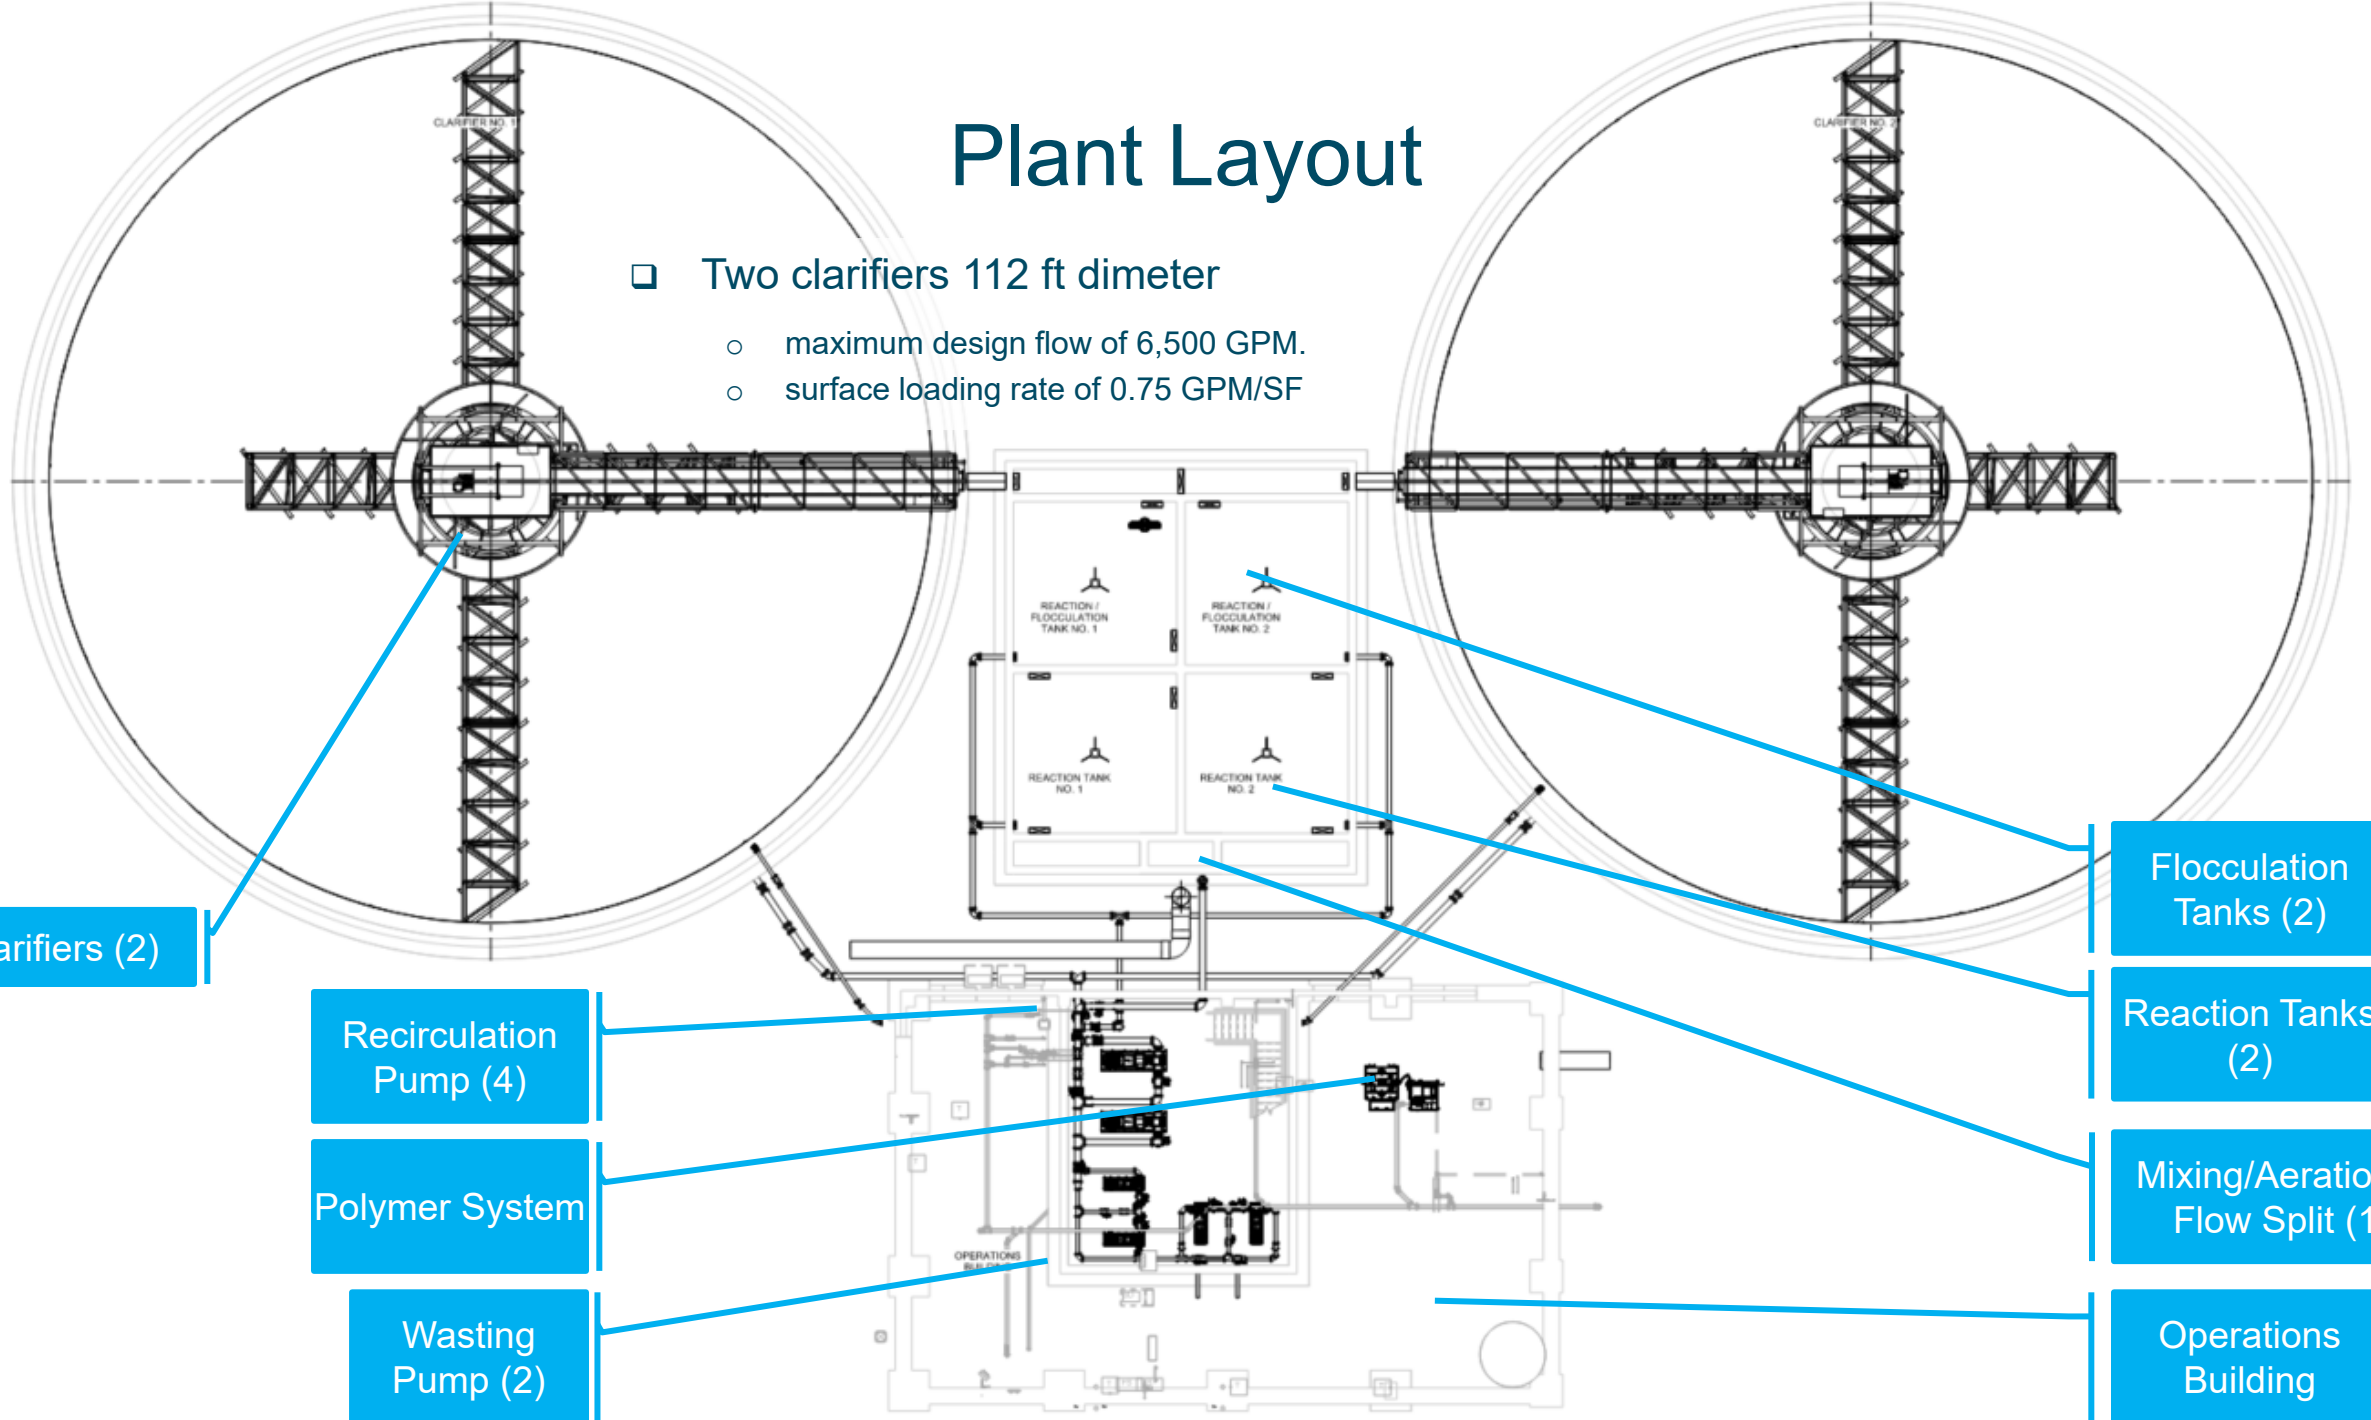 CLARIFIER NO. 1
CLARIFIER NO. 2
Plant Layout
Two clarifiers 112 ft dimeter
maximum design flow of 6,500 GPM.
surface loading rate of 0.75 GPM/SF
REACTION /
FLOCCULATION
TANK NO. 1
REACTION /
FLOCCULATION
TANK NO. 2
REACTION TANK
NO. 1
REACTION TANK
NO. 2
arifiers (2)
Recirculation
Pump (4)
Polymer System
Wasting
Pump (2)
OPERATIONS
BUILDING
Flocculation
Tanks (2)
Reaction Tanks
(2)
Mixing/Aeratio
Flow Split (1
Operations
Building